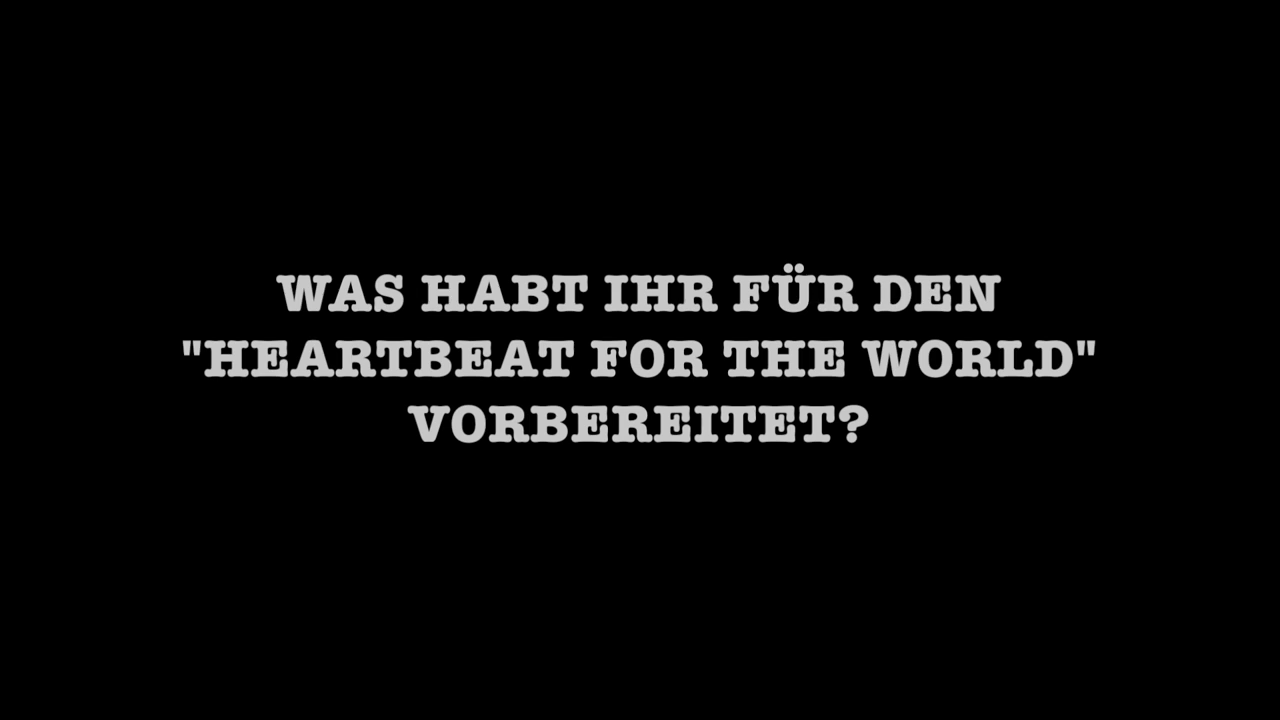 WAS HABT IHR FÜR DEN
"HEARTBEAT FOR THE WORLD"
VORBEREITET?